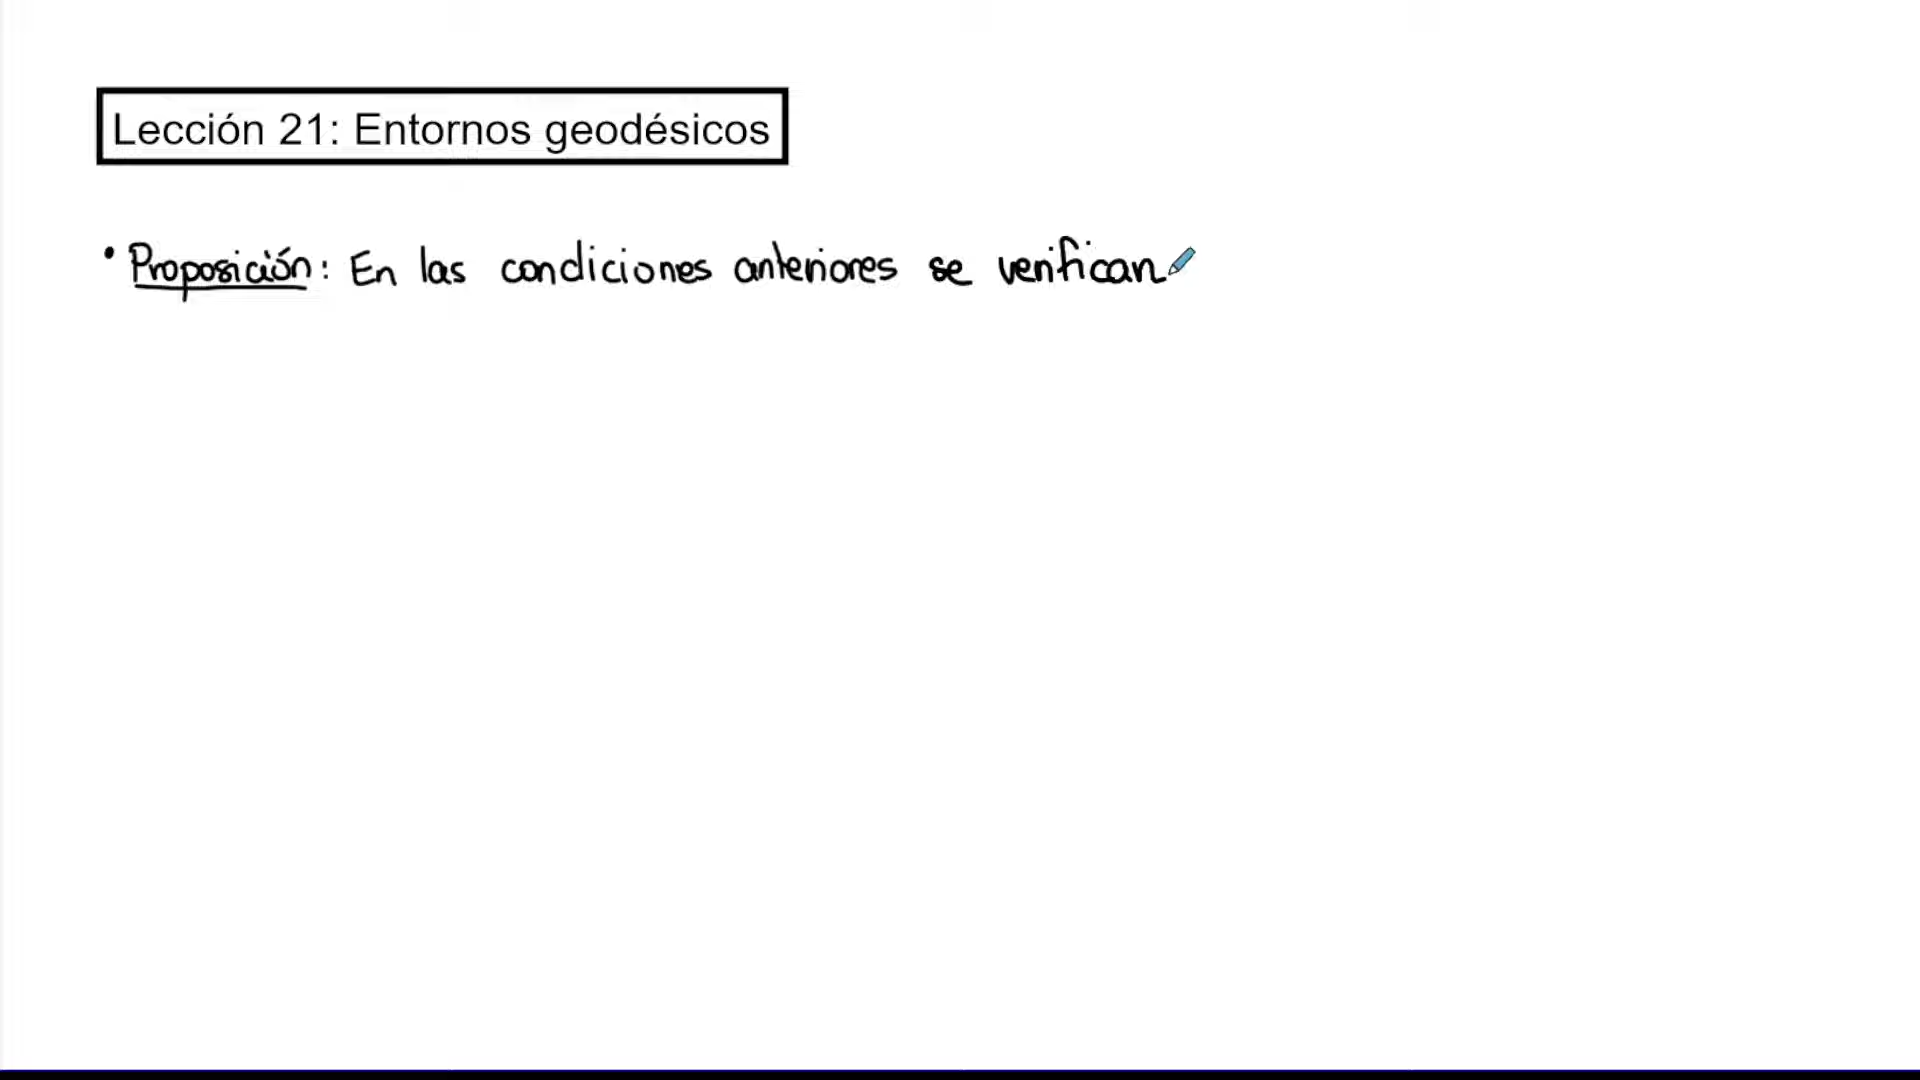 Lección 21: Entornos geodésicos
• Proposición: En las condiciones anteriores se verifican